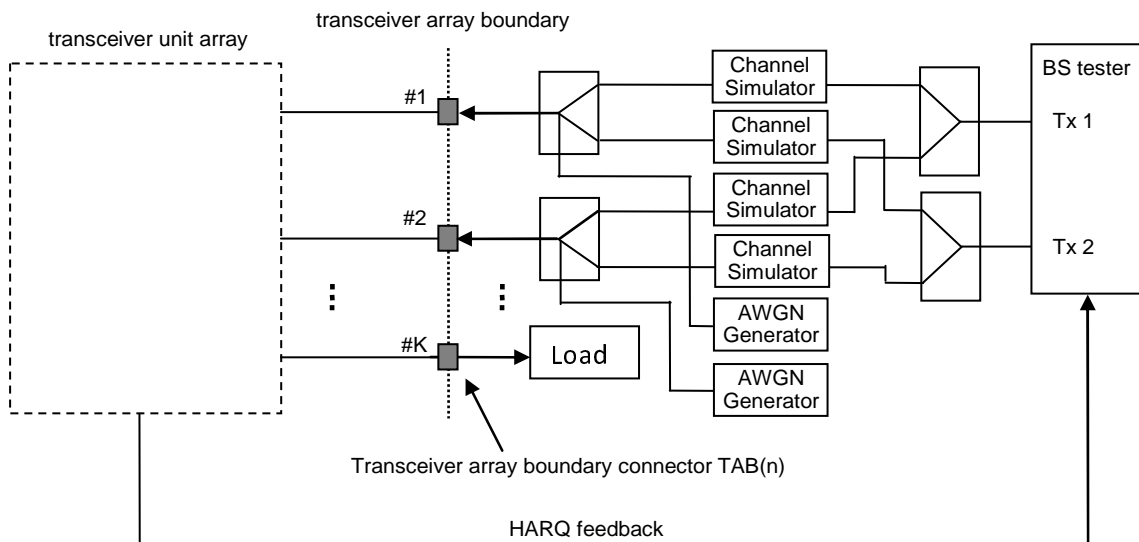 transceiver array boundary
transceiver unit array
#1
Channel
Simulator
BS tester
Tx 1
Channel
Simulator
Channel
Simulator
#2
Channel
Simulator
Tx 2
AWGN
Generator
#K
Load
AWGN
Generator
Transceiver array boundary connector TAB(n)
HARQ feedback